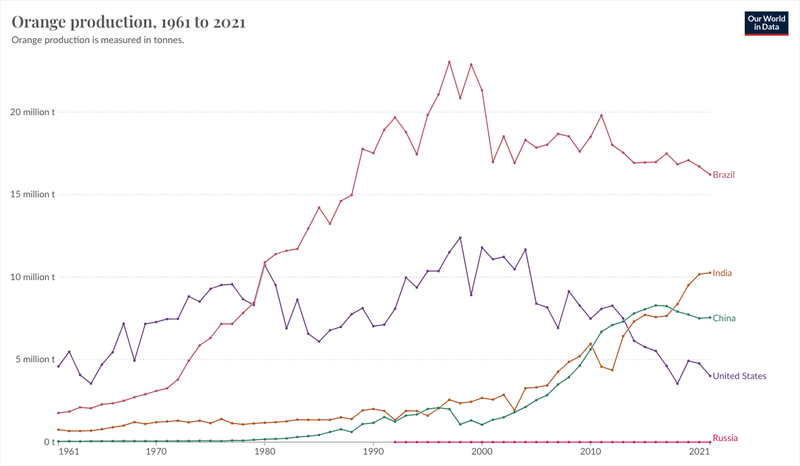 Orange production, 1961 to 2021
Our World
in Data
Orange production is measured in tonnes.
20 million t
15 million t
10 million t
5 million t
0 t
Brazil
India
China
United States
Russia
1961
1970
1980
1990
2000
2010
2021